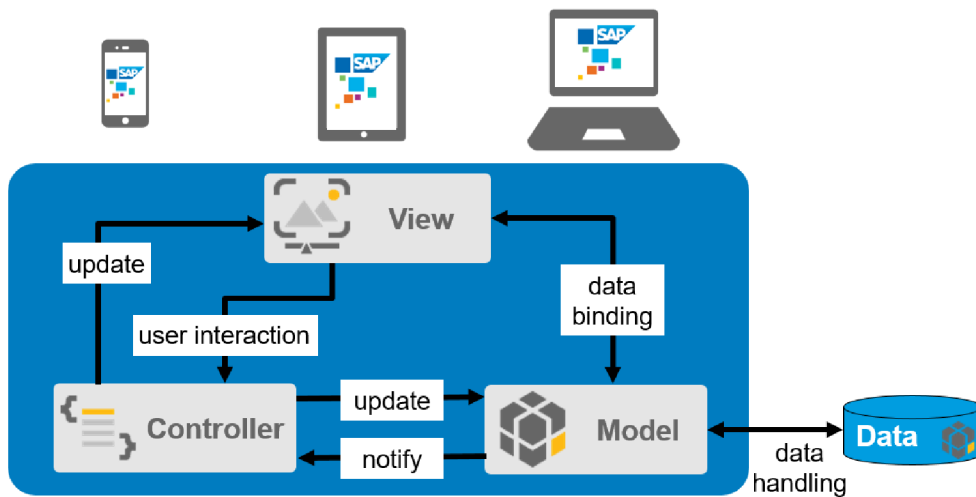 SAP
SAP
SAP
View
update
data
binding
user interaction
Controller
update
notify
Model
Data
data
handling